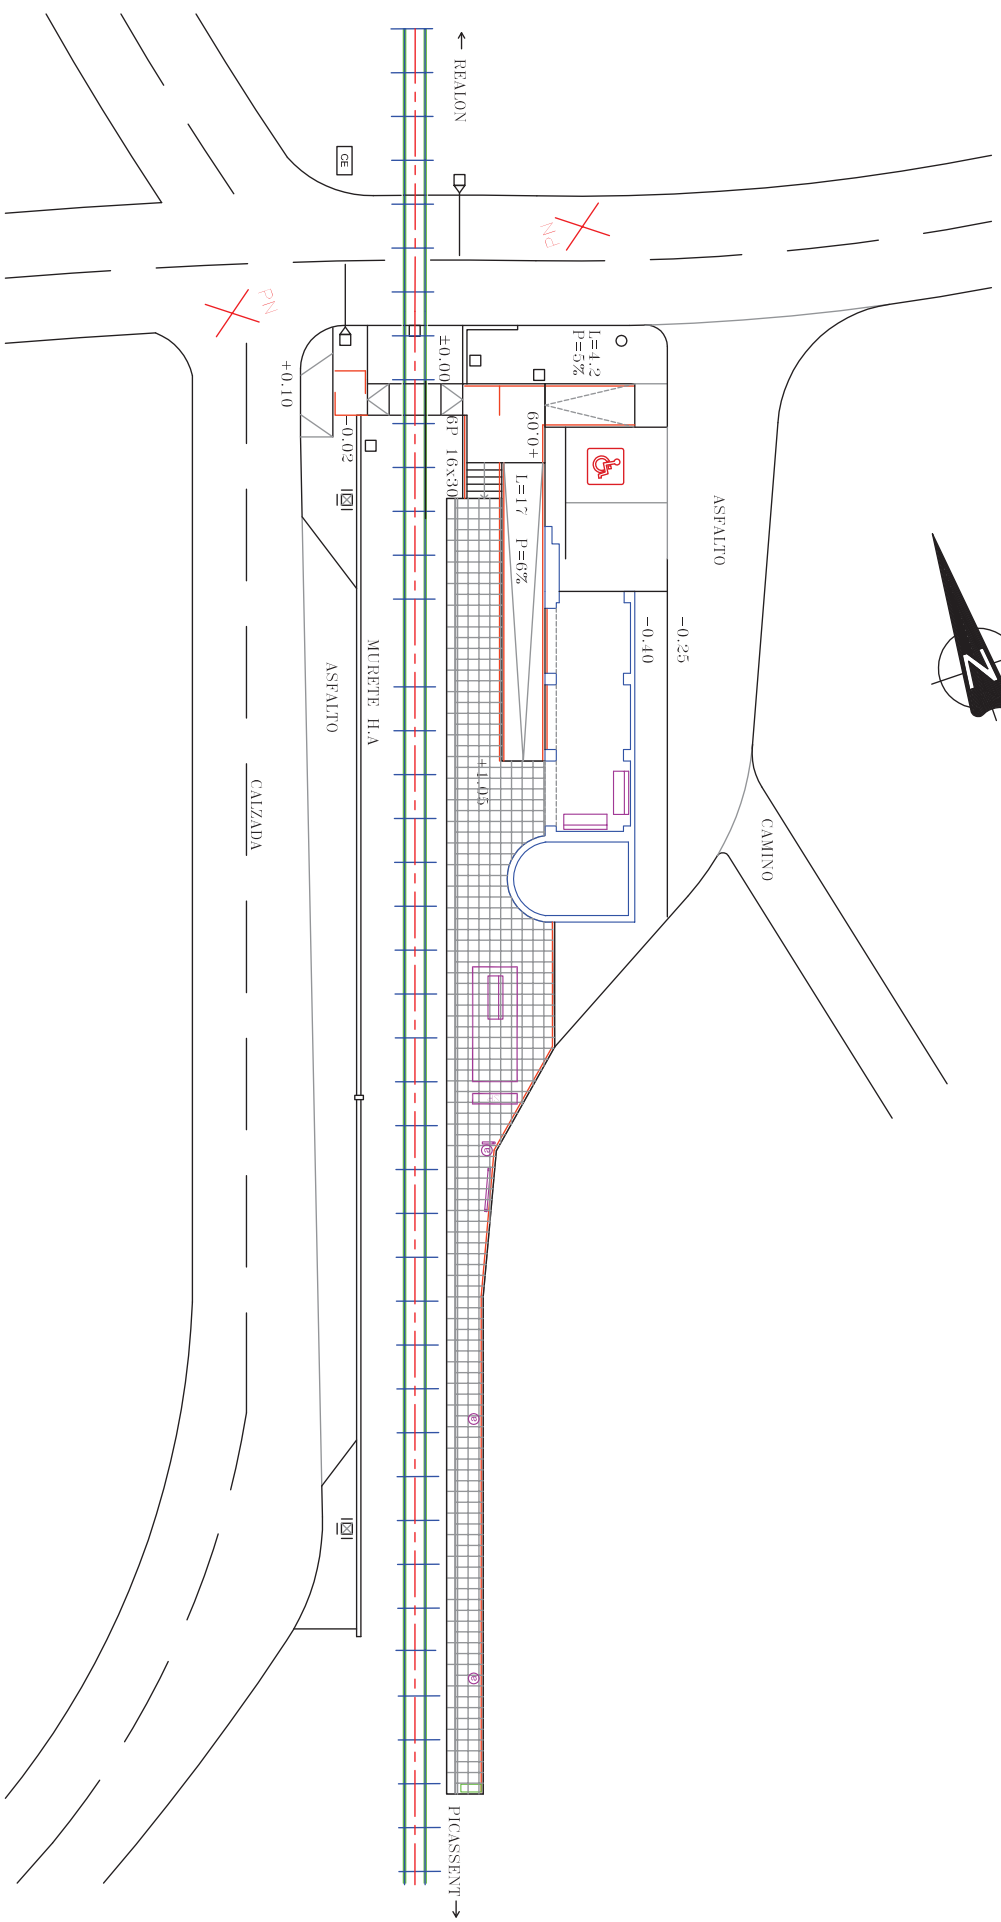 ← REALON
CE
PN
PN
L=4.2
P=5%
±0.00
+0.10
-0.02
+0.09
6P 16x30
L=17 P=6%
ASFALTO
-0.25
-0.40
MURETE H.A
ASFALTO
+1.05
CALZADA
CAMINO
N
a
a
a
PICASSENT →